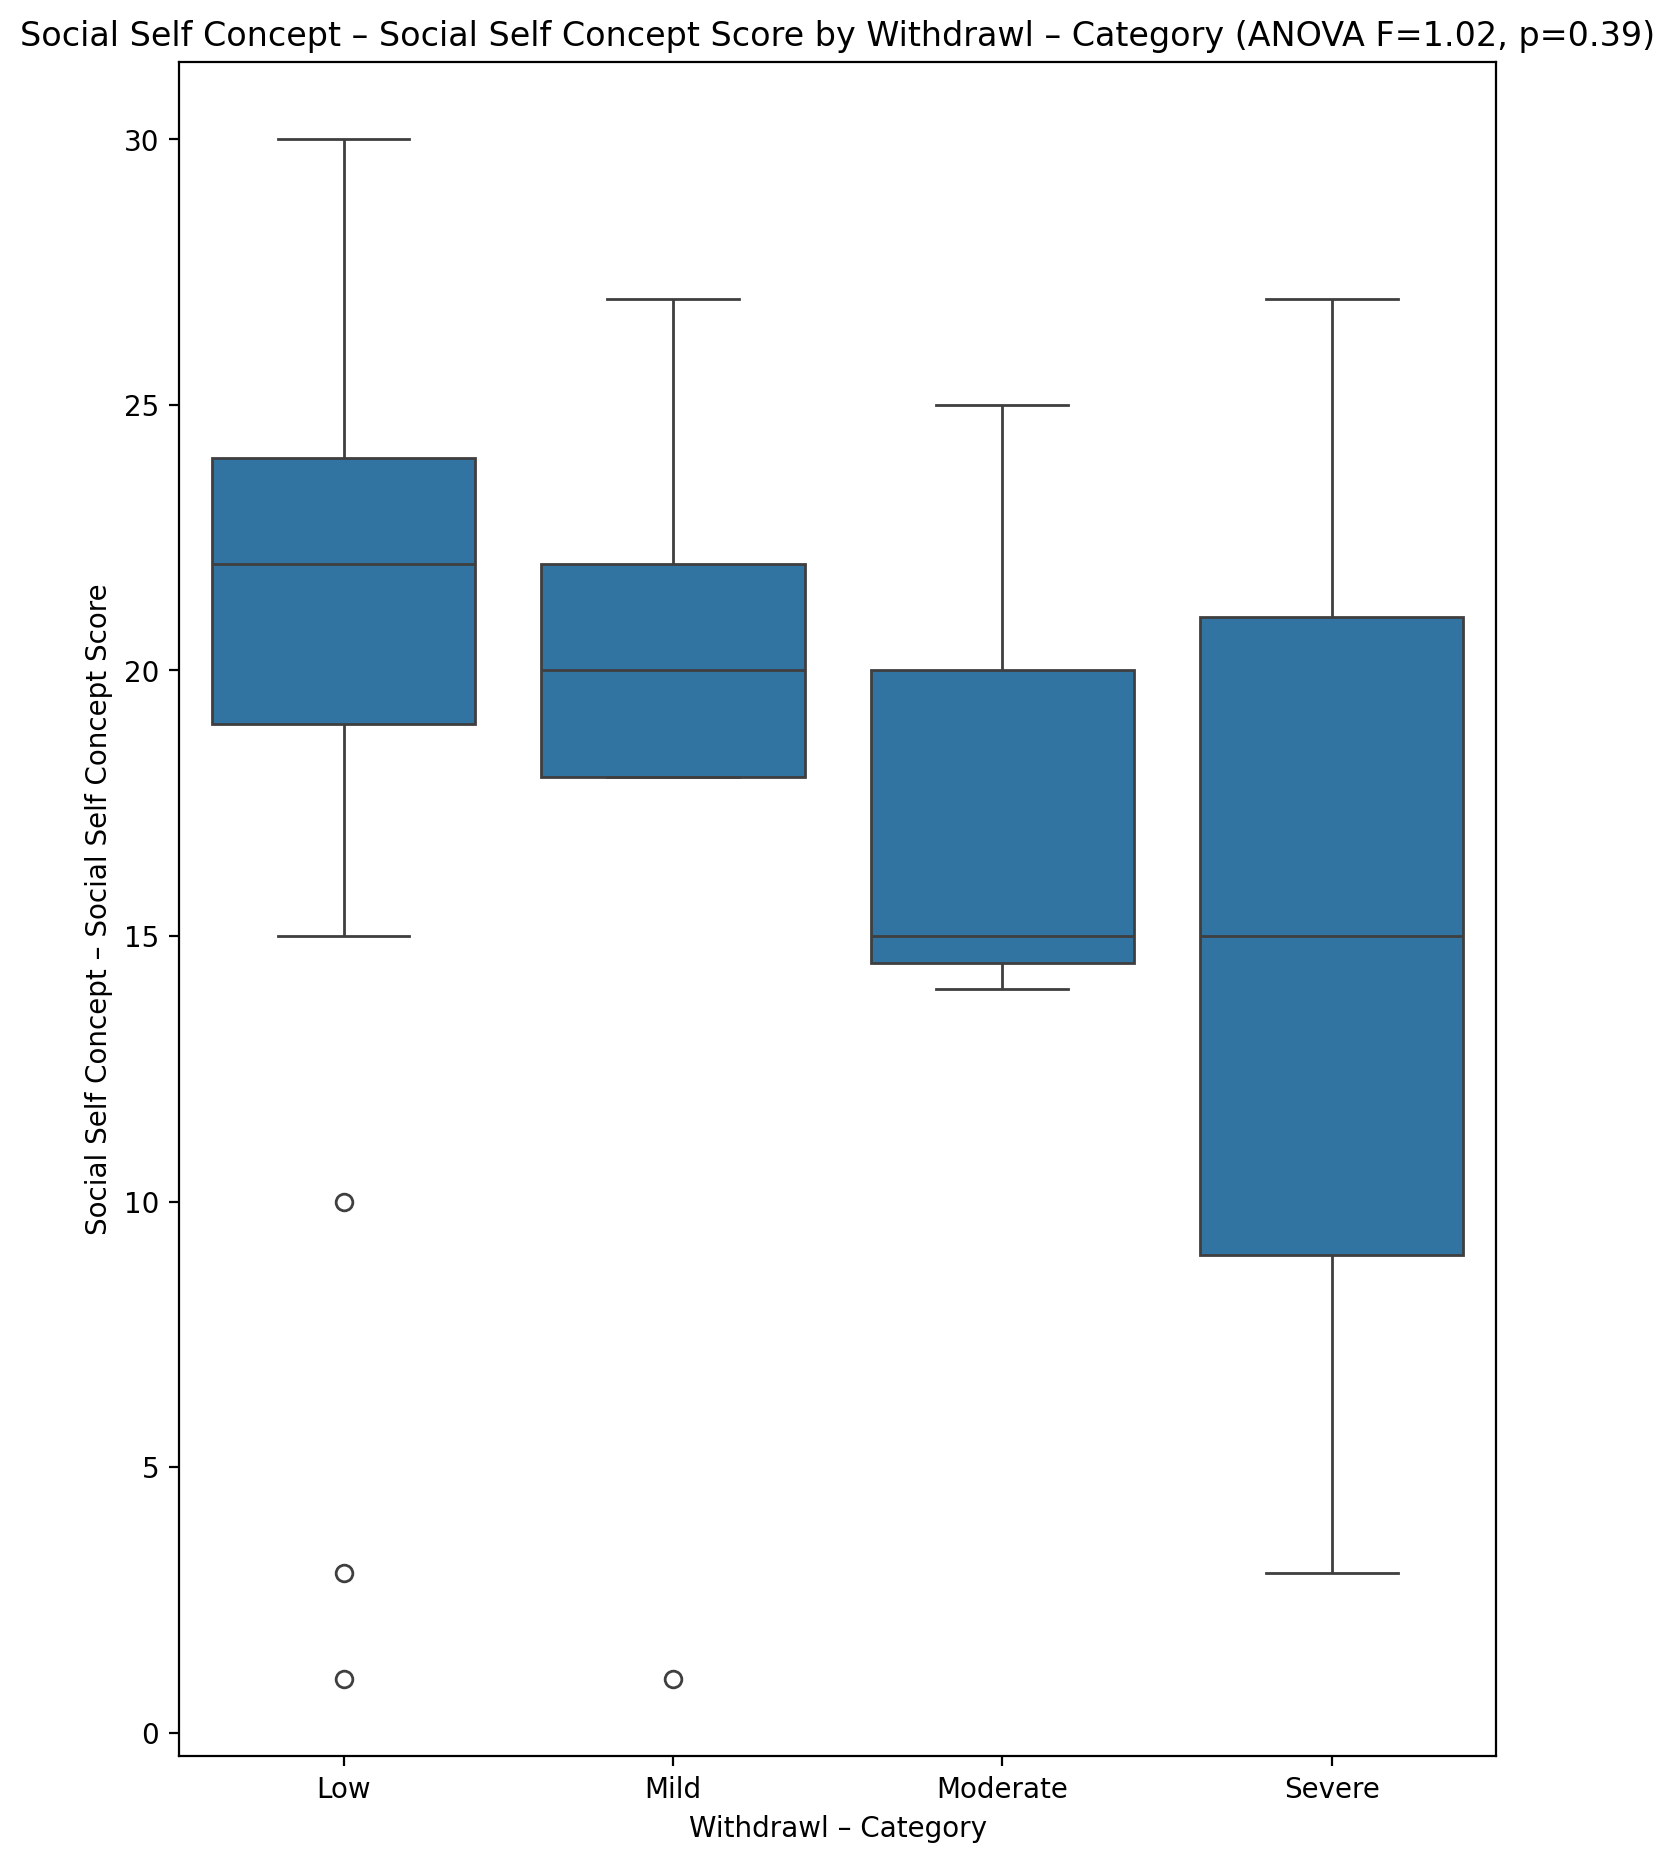 Social Self Concept – Social Self Concept Score by Withdrawl – Category (ANOVA F=1.02, p=0.39)
Social Self Concept – Social Self Concept Score
30
25
20
15
10
5
0
Low Mild Moderate Severe
Withdrawl – Category